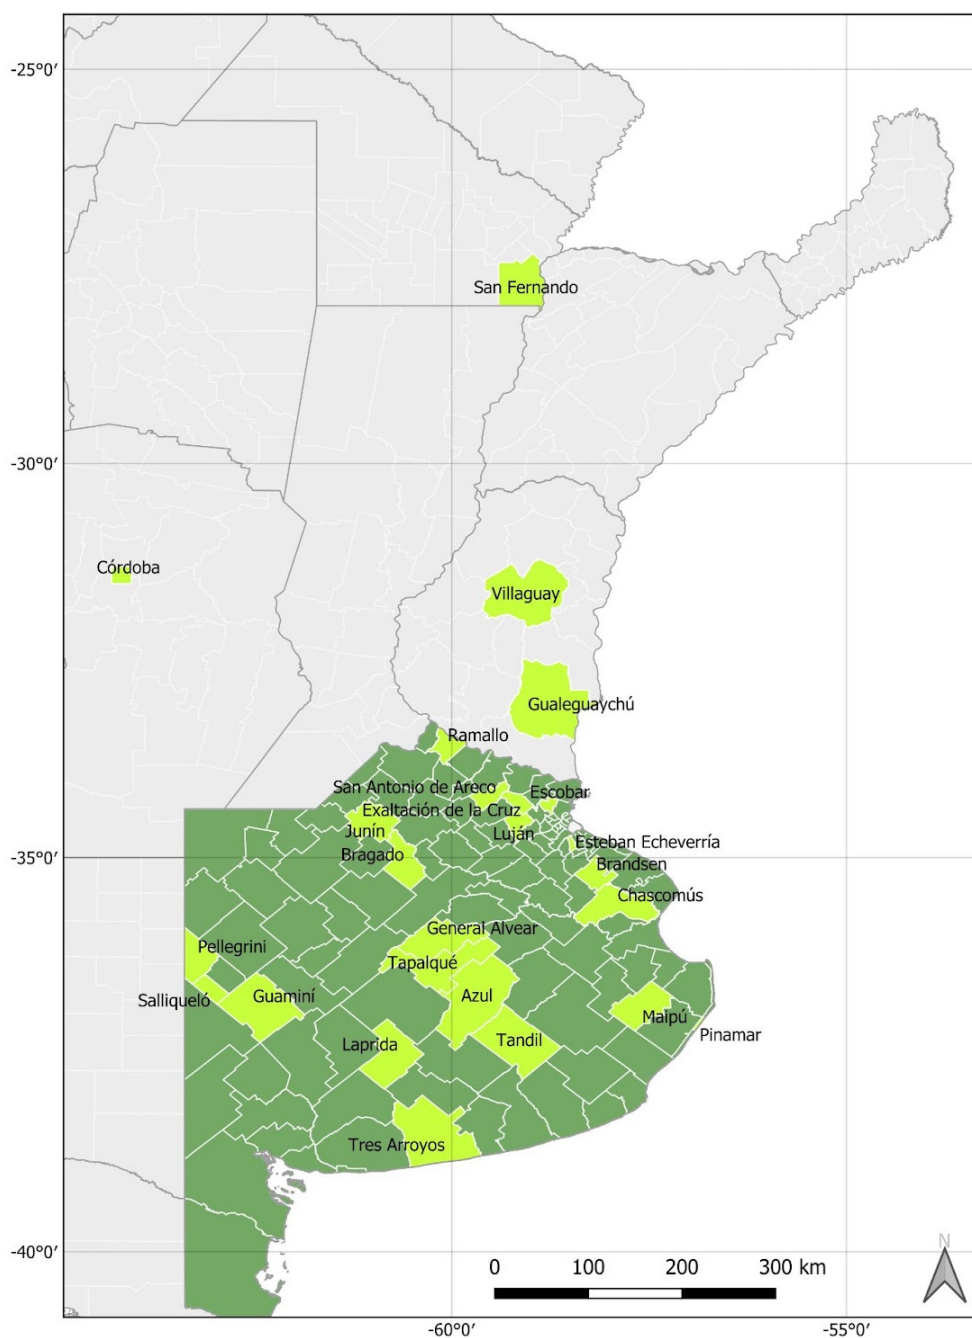 -25°0′
San Fernando
-30°0′
Córdoba
Villaguay
Gualeguaychú
Ramallo
San Antonio de Areco
Escobar
Exaltación de la Cruz
Junín
Luján
Esteban Echeverría
-35°0′
Bragado
Brandsen
Chascomús
General Alvear
Pellegrini
Tapalqué
Salliqueló
Guaminí
Azul
Maipú
Pinamar
Laprida
Tandil
Tres Arroyos
N
-40°0′
0 100 200 300 km
-60°0′
-55°0′